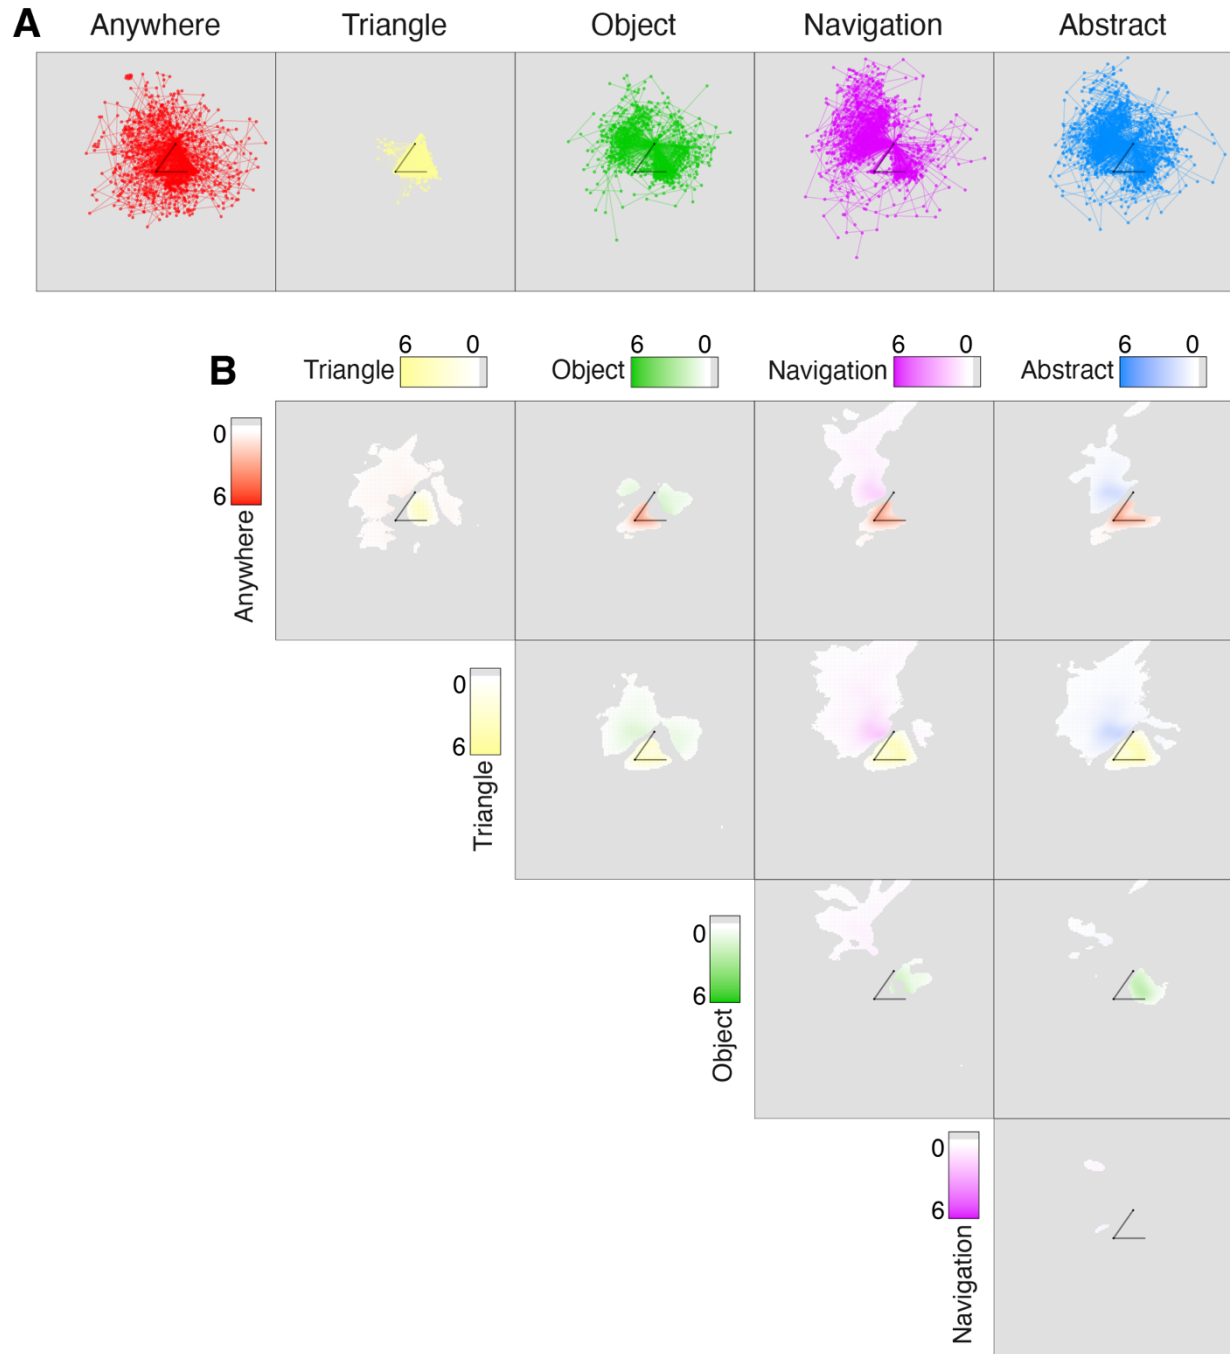 A
Anywhere Triangle Object Navigation Abstract
B
6 0 6 0 6 0 6 0
Triangle Object Navigation Abstract
0
6
Anywhere
0
6
Triangle
0
6
Object
0
6
Navigation